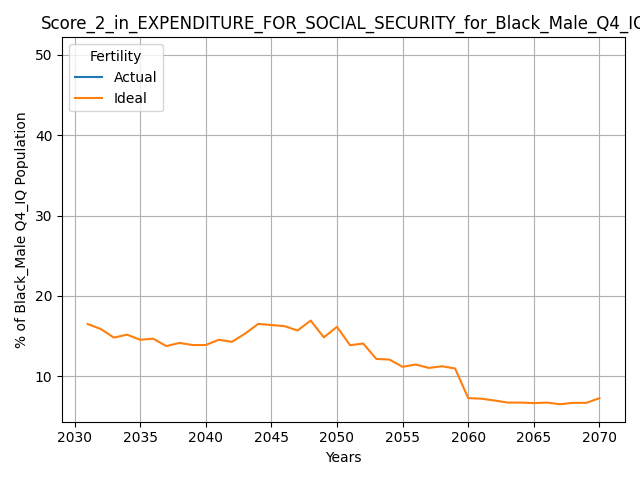 Score_2_in_EXPENDITURE_FOR_SOCIAL_SECURITY_for_Black_Male_Q4_IQ
Fertility
Actual
Ideal
% of Black_Male Q4_IQ Population
50
40
30
20
10
2030 2035 2040 2045 2050 2055 2060 2065 2070
Years